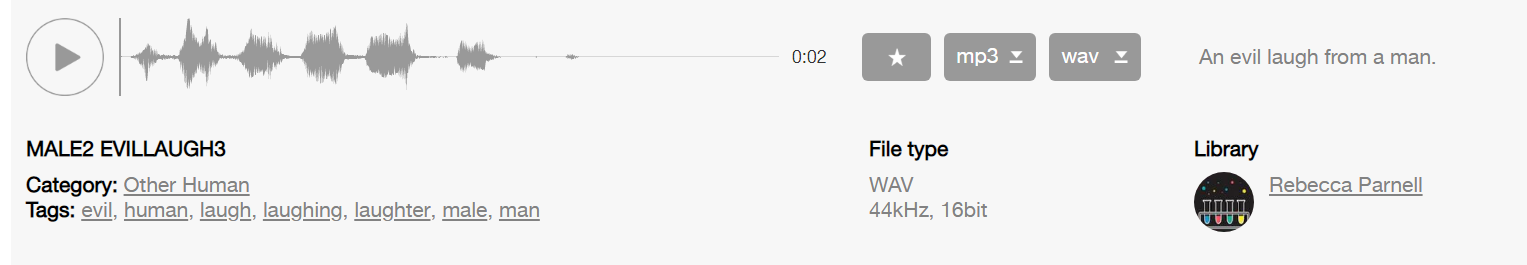 0:02
mp3
wav
An evil laugh from a man.
MALE2 EVILLAUGH3
Category: Other Human
Tags: evil, human, laugh, laughing, laughter, male, man
File type
WAV
44kHz, 16bit
Library
Rebecca Parnell